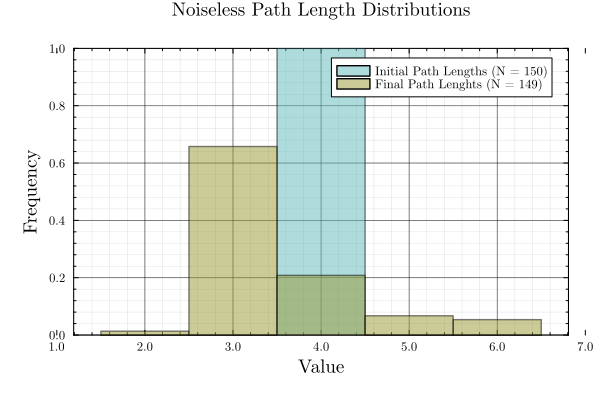 Noiseless Path Length Distributions
1.0
0.8
0.6
0.4
0.2
0.0
Frequency
Initial Path Lengths (N = 150)
Final Path Lenghts (N = 149)
1.0 2.0 3.0 4.0 5.0 6.0 7.0
Value